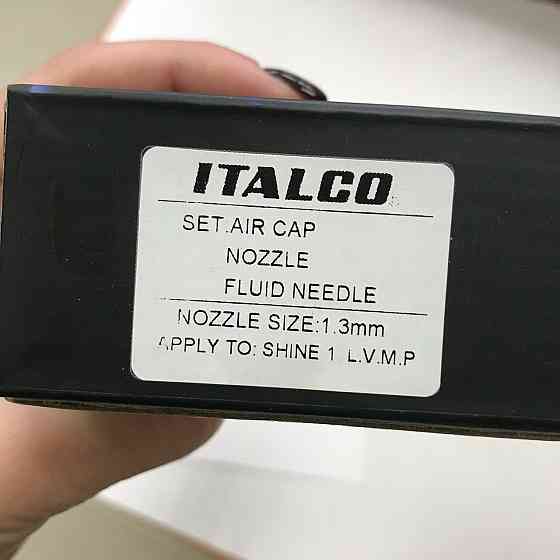 ITALCO
SET.AIR CAP
NOZZLE
FLUID NEEDLE
NOZZLE SIZE:1.3mm
APPLY TO: SHINE 1 L.V.M.P